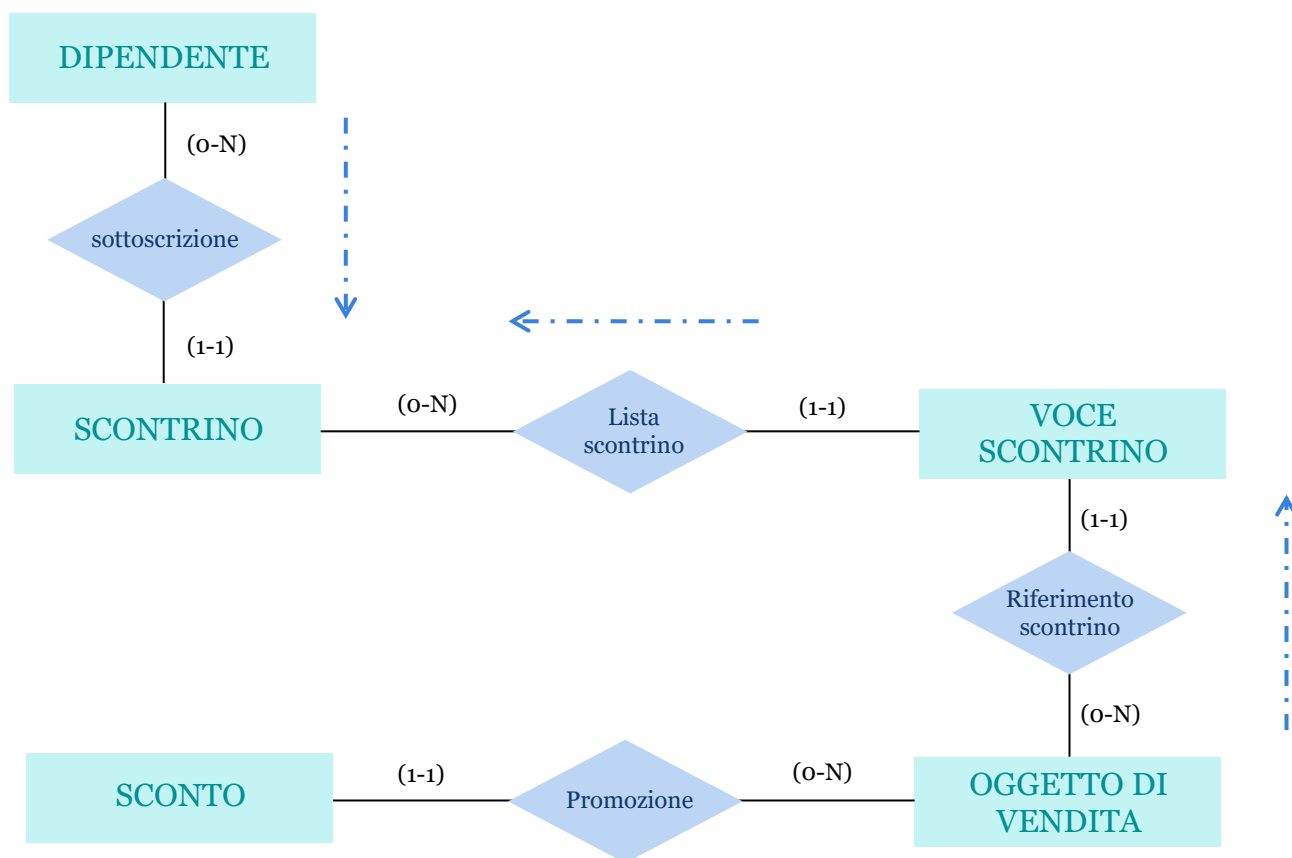 DIPENDENTE
(0-N)
sottoscrizione
(1-1)
SCONTRINO
(0-N)
Lista
scontrino
(1-1)
VOCE
SCONTRINO
(1-1)
Riferimento
scontrino
(0-N)
SCONTO
(1-1)
Promozione
(0-N)
OGGETTO DI
VENDITA